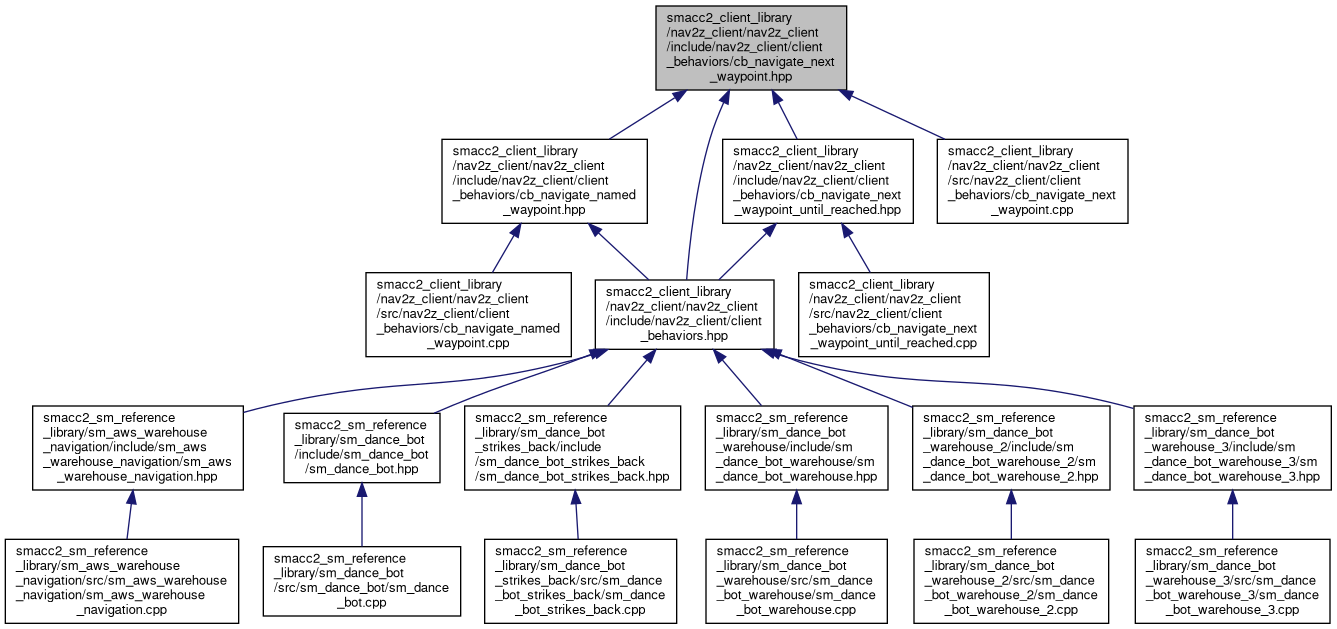 smacc2_client_library
/nav2z_client/nav2z_client
/include/nav2z_client/client
_behaviors/cb_navigate_next
_waypoint.hpp
smacc2_client_library
/nav2z_client/nav2z_client
/include/nav2z_client/client
_behaviors/cb_navigate_named
_waypoint.hpp
smacc2_client_library
/nav2z_client/nav2z_client
/include/nav2z_client/client
_behaviors/cb_navigate_next
_waypoint_until_reached.hpp
smacc2_client_library
/nav2z_client/nav2z_client
/src/nav2z_client/client
_behaviors/cb_navigate_next
_waypoint.cpp
smacc2_client_library
/nav2z_client/nav2z_client
/src/nav2z_client/client
_behaviors/cb_navigate_named
_waypoint.cpp
smacc2_client_library
/nav2z_client/nav2z_client
/include/nav2z_client/client
_behaviors.hpp
smacc2_client_library
/nav2z_client/nav2z_client
/src/nav2z_client/client
_behaviors/cb_navigate_next
_waypoint_until_reached.cpp
smacc2_sm_reference
_library/sm_aws_warehouse
_navigation/include/sm_aws
_warehouse_navigation/sm_aws
_warehouse_navigation.hpp
smacc2_sm_reference
_library/sm_dance_bot
/include/sm_dance_bot
/sm_dance_bot.hpp
smacc2_sm_reference
_library/sm_dance_bot
_strikes_back/include
/sm_dance_bot_strikes_back
/sm_dance_bot_strikes_back.hpp
smacc2_sm_reference
_library/sm_dance_bot
_warehouse/include/sm
_dance_bot_warehouse/sm
_dance_bot_warehouse.hpp
smacc2_sm_reference
_library/sm_dance_bot
_warehouse_2/include/sm
_dance_bot_warehouse_2/sm
_dance_bot_warehouse_2.hpp
smacc2_sm_reference
_library/sm_dance_bot
_warehouse_3/include/sm
_dance_bot_warehouse_3/sm
_dance_bot_warehouse_3.hpp
smacc2_sm_reference
_library/sm_aws_warehouse
_navigation/src/sm_aws_warehouse
_navigation/sm_aws_warehouse
_navigation.cpp
smacc2_sm_reference
_library/sm_dance_bot
/src/sm_dance_bot/sm_dance
_bot.cpp
smacc2_sm_reference
_library/sm_dance_bot
_strikes_back/src/sm_dance
_bot_strikes_back/sm_dance
_bot_strikes_back.cpp
smacc2_sm_reference
_library/sm_dance_bot
_warehouse/src/sm_dance
_bot_warehouse/sm_dance
_bot_warehouse.cpp
smacc2_sm_reference
_library/sm_dance_bot
_warehouse_2/src/sm_dance
_bot_warehouse_2/sm_dance
_bot_warehouse_2.cpp
smacc2_sm_reference
_library/sm_dance_bot
_warehouse_3/src/sm_dance
_bot_warehouse_3/sm_dance
_bot_warehouse_3.cpp